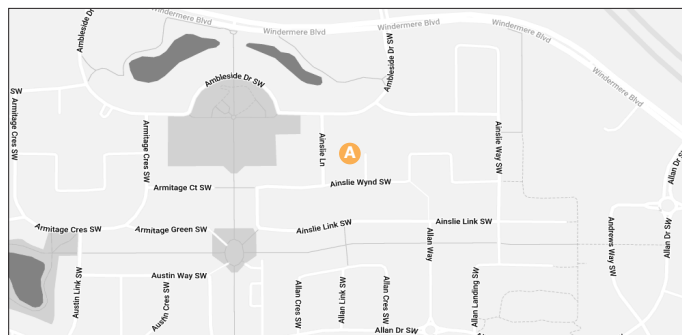 Windermere Blvd
Windermere Blvd
Windermere Blvd
Windermere Blvd
Ambleside Dr
Ambleside Dr SW
Ambleside Dr SW
SW
Armitage Cres SW
Armitage Cres SW
Ainslie Ln
A
Ainslie Way SW
Allan Dr S
Armitage Ct SW
Ainslie Wynd SW
Armitage Cres SW
Armitage Green SW
Ainslie Link SW
Ainslie Link SW
Allan Way
Andrews Way SW
Allan Dr SW
Austin Link SW
Austin Way SW
Austin Cres SW
Allan Cres SW
Allan Link SW
Allan Cres SW
Allan Landing SW
Allan Dr SW